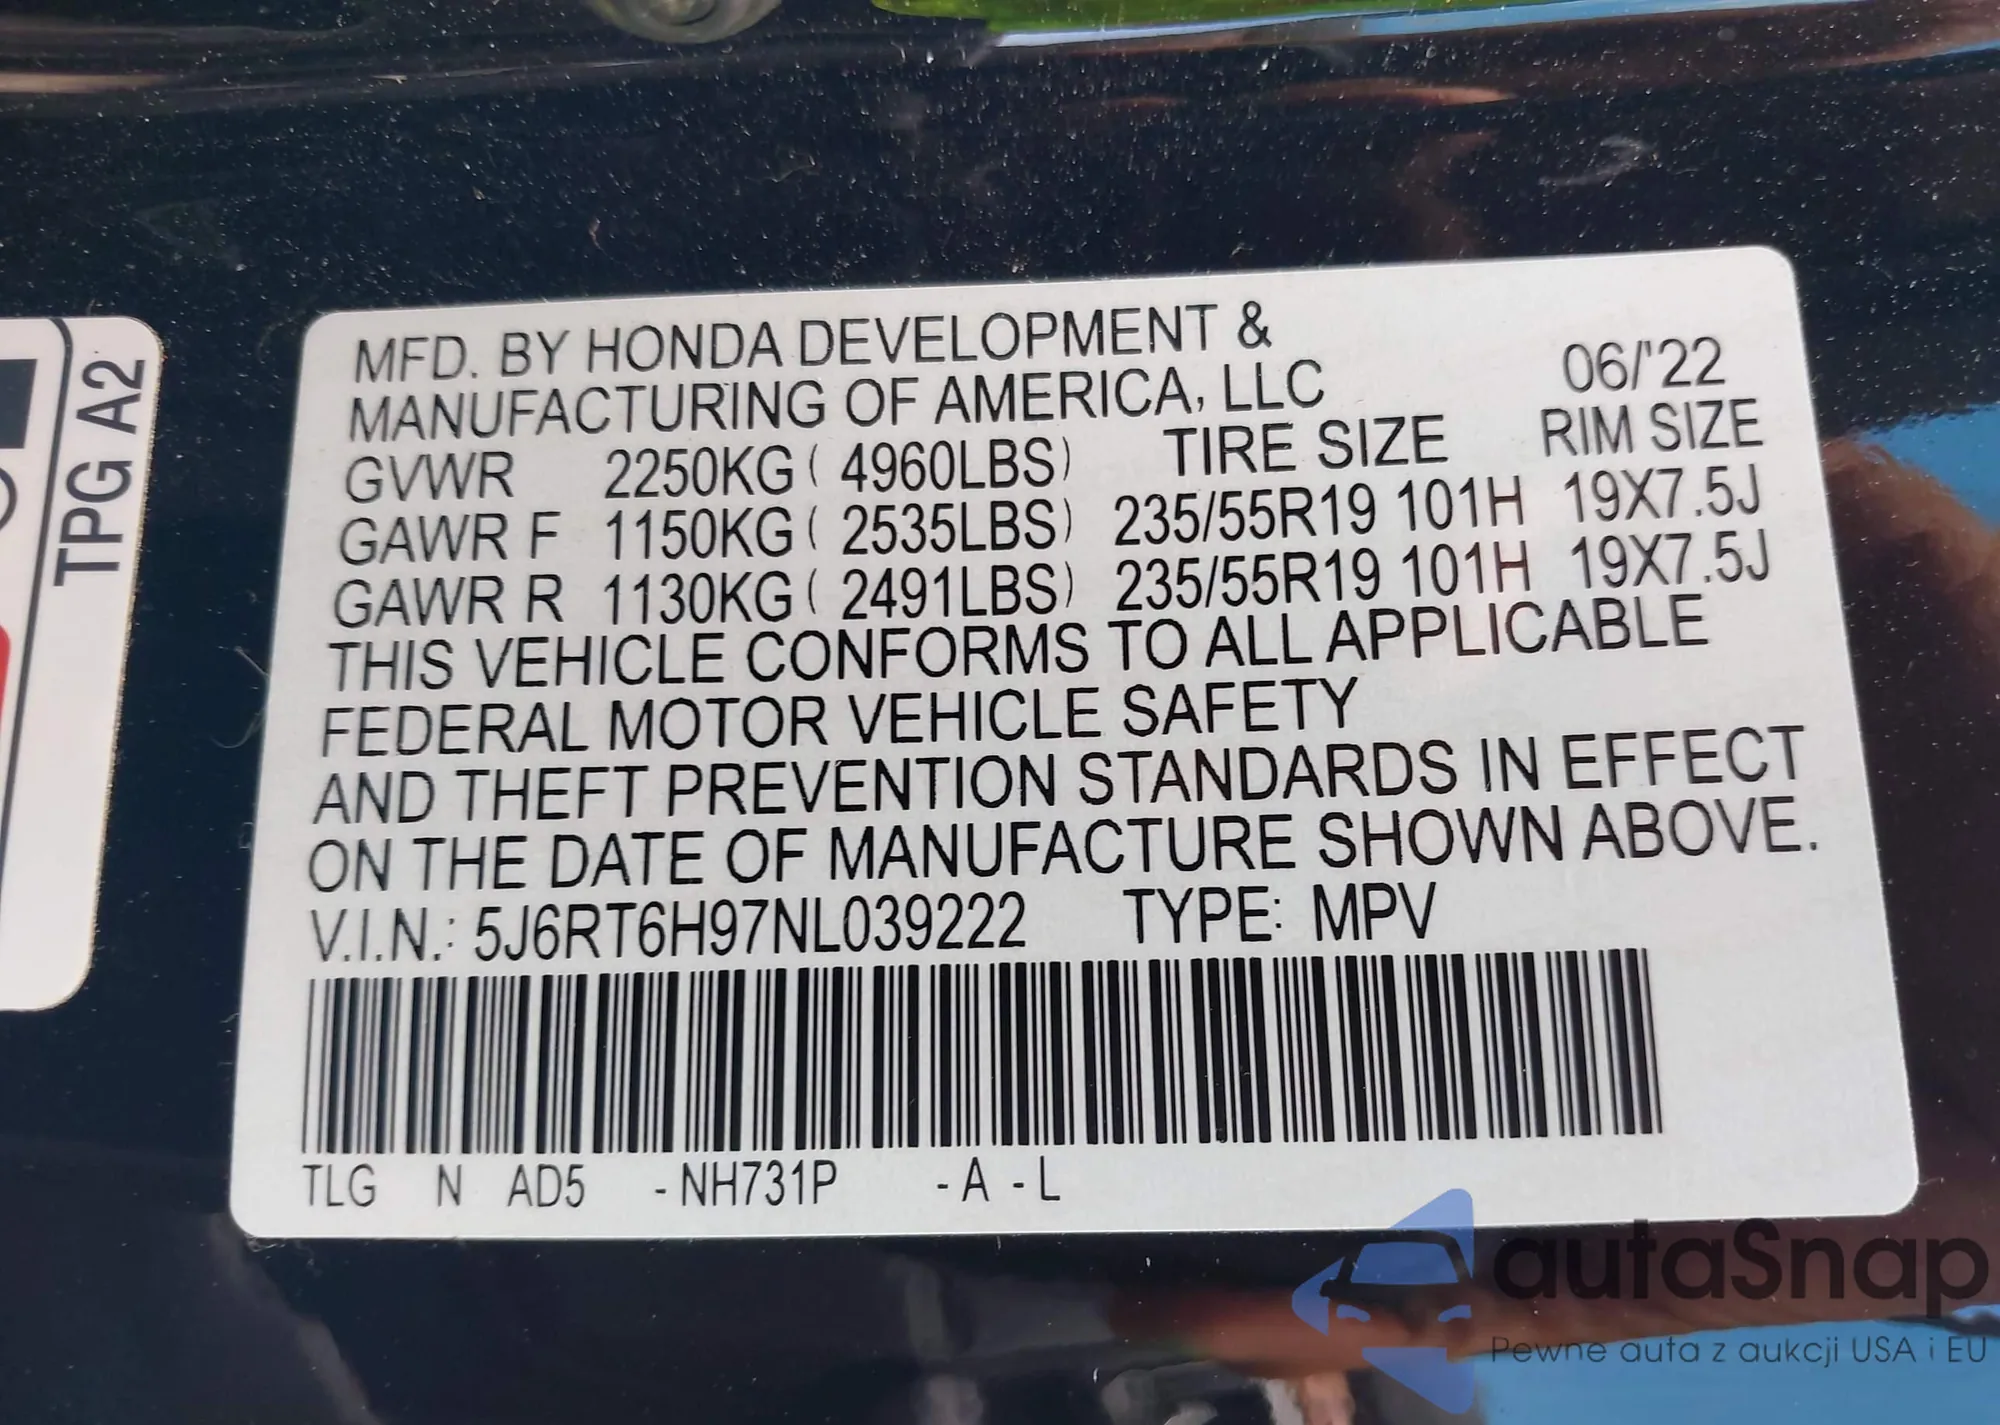 MFD. BY HONDA DEVELOPMENT &
MANUFACTURING OF AMERICA, LLC 06/'22
GVWR 2250KG ( 4960LBS) TIRE SIZE RIM SIZE
GAWR F 1150KG ( 2535LBS) 235/55R19 101H 19X7.5J
GAWR R 1130KG ( 2491LBS) 235/55R19 101H 19X7.5J
THIS VEHICLE CONFORMS TO ALL APPLICABLE
FEDERAL MOTOR VEHICLE SAFETY
AND THEFT PREVENTION STANDARDS IN EFFECT
ON THE DATE OF MANUFACTURE SHOWN ABOVE.
V.I.N.: 5J6RT6H97NL039222 TYPE: MPV
TLG N AD5 -NH731P -A -L
TPG A2
autaSnap
Pewne auta z aukcji USA i EU